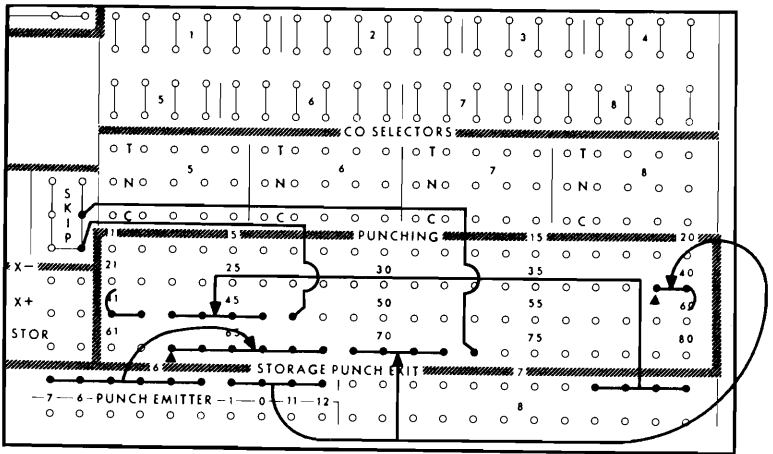 1 2 3 4
5 6 7 8
CO SELECTORS
T T T T
5 6 7 8
N N N N
SKIP
C C C C
1 5 PUNCHING 15 20
X– 21 25 30 35 40
X+ 41 45 50 55 60
STOR 61 65 70 75 80
6 STORAGE PUNCH EXIT 7
–7–6–PUNCH EMITTER–1–0–11–12 8